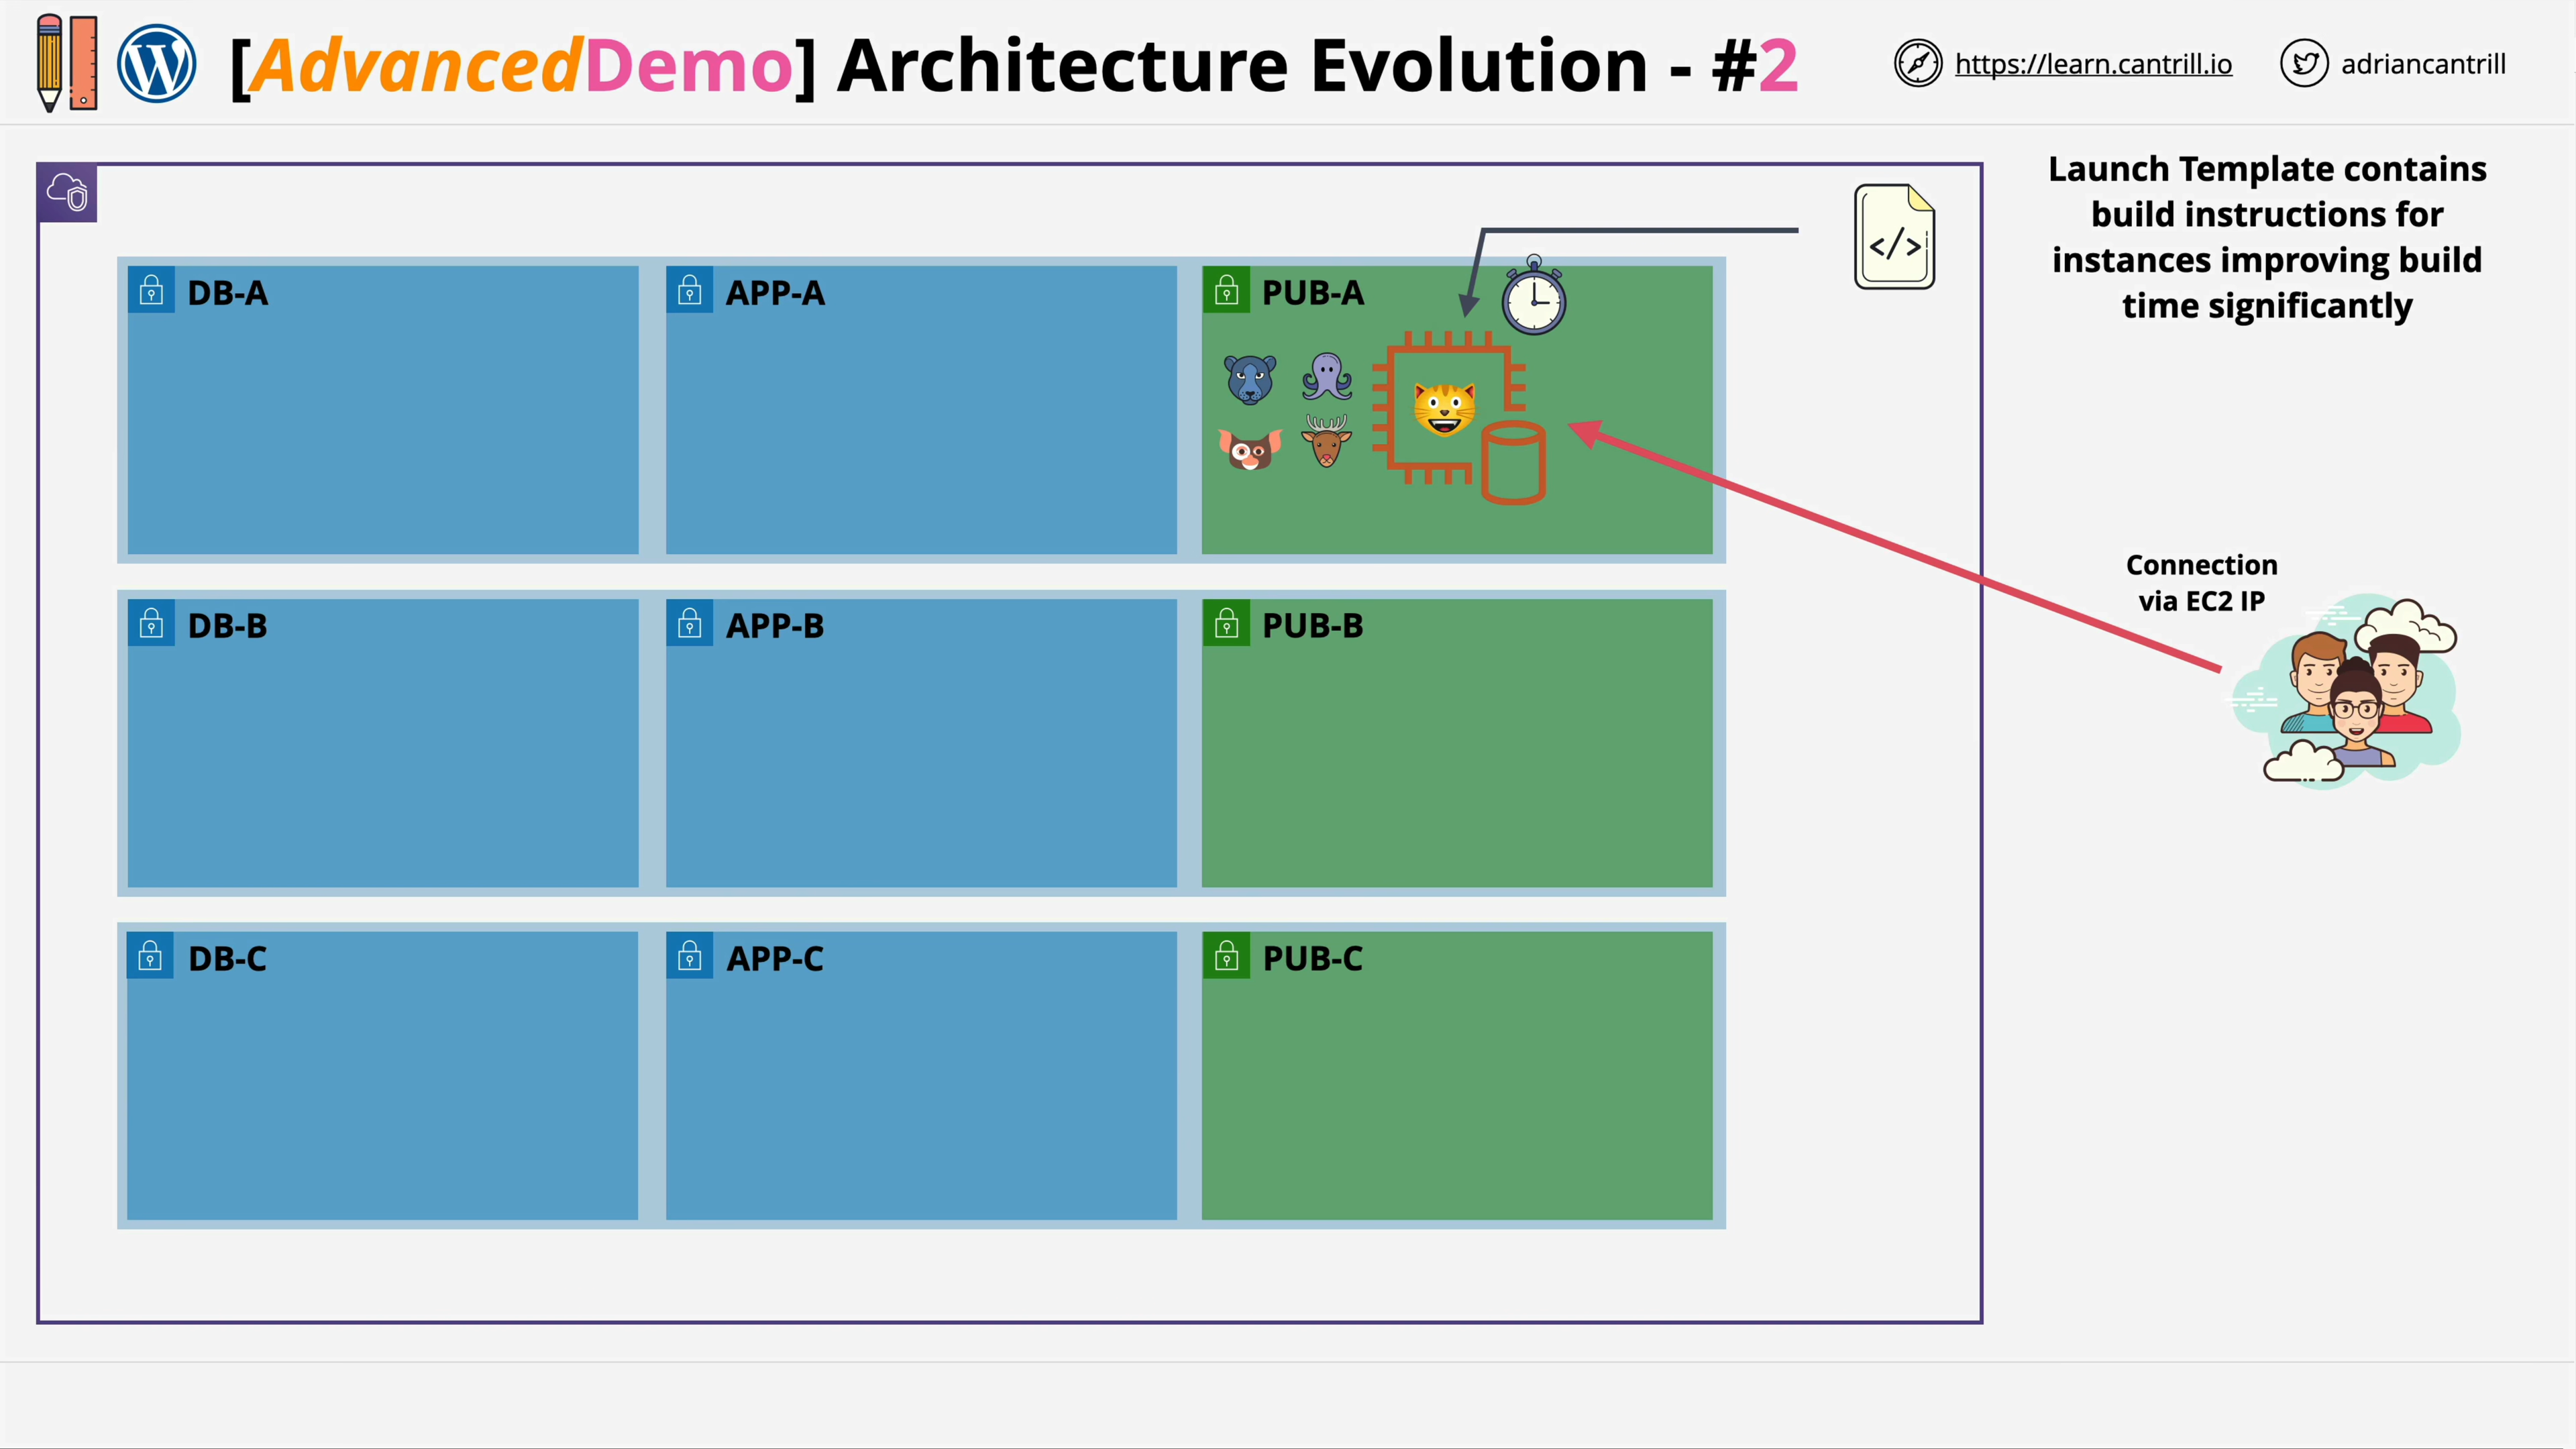 [AdvancedDemo] Architecture Evolution - #2
https://learn.cantrill.io
adriancantrill
Launch Template contains
build instructions for
instances improving build
time significantly
</>
DB-A
APP-A
PUB-A
Connection
via EC2 IP
DB-B
APP-B
PUB-B
DB-C
APP-C
PUB-C